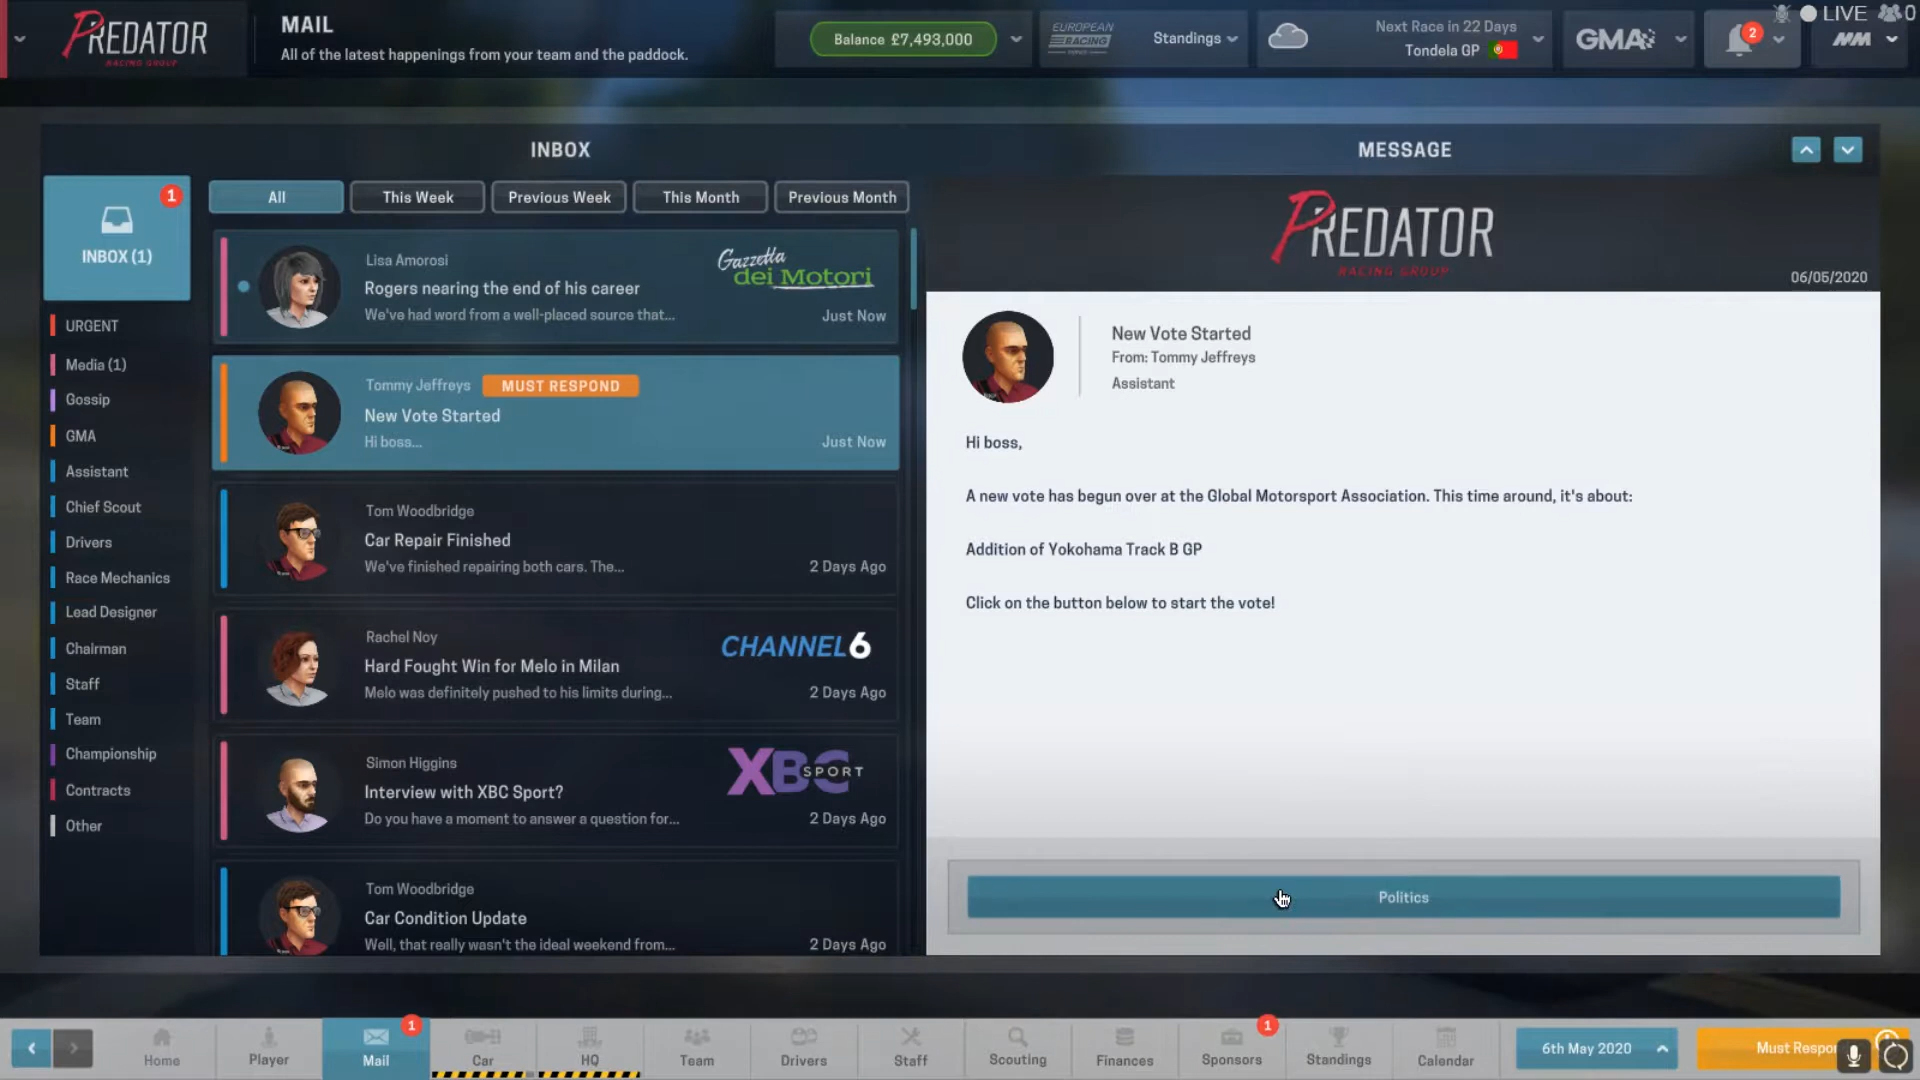 PREDATOR
RACING GROUP
MAIL
All of the latest happenings from your team and the paddock.
Balance £7,493,000
EUROPEAN
RACING
Standings
Next Race in 22 Days
Tondela GP
GMA
2
LIVE
0
INBOX
MESSAGE
1
INBOX (1)
URGENT
Media (1)
Gossip
GMA
Assistant
Chief Scout
Drivers
Race Mechanics
Lead Designer
Chairman
Staff
Team
Championship
Contracts
Other
All
This Week
Previous Week
This Month
Previous Month
Lisa Amorosi
Rogers nearing the end of his career
We've had word from a well-placed source that...
Gazzetta
dei Motori
Just Now
Tommy Jeffreys
MUST RESPOND
New Vote Started
Hi boss...
Just Now
Tom Woodbridge
Car Repair Finished
We've finished repairing both cars. The...
2 Days Ago
Rachel Noy
Hard Fought Win for Melo in Milan
Melo was definitely pushed to his limits during...
CHANNEL6
2 Days Ago
Simon Higgins
Interview with XBC Sport?
Do you have a moment to answer a question for...
XBC SPORT
2 Days Ago
Tom Woodbridge
Car Condition Update
Well, that really wasn't the ideal weekend from...
2 Days Ago
PREDATOR
RACING GROUP
06/05/2020
New Vote Started
From: Tommy Jeffreys
Assistant
Hi boss,
A new vote has begun over at the Global Motorsport Association. This time around, it's about:
Addition of Yokohama Track B GP
Click on the button below to start the vote!
Politics
Home
Player
1
Mail
Car
HQ
Team
Drivers
Staff
Scouting
Finances
1
Sponsors
Standings
Calendar
6th May 2020
Must Respon